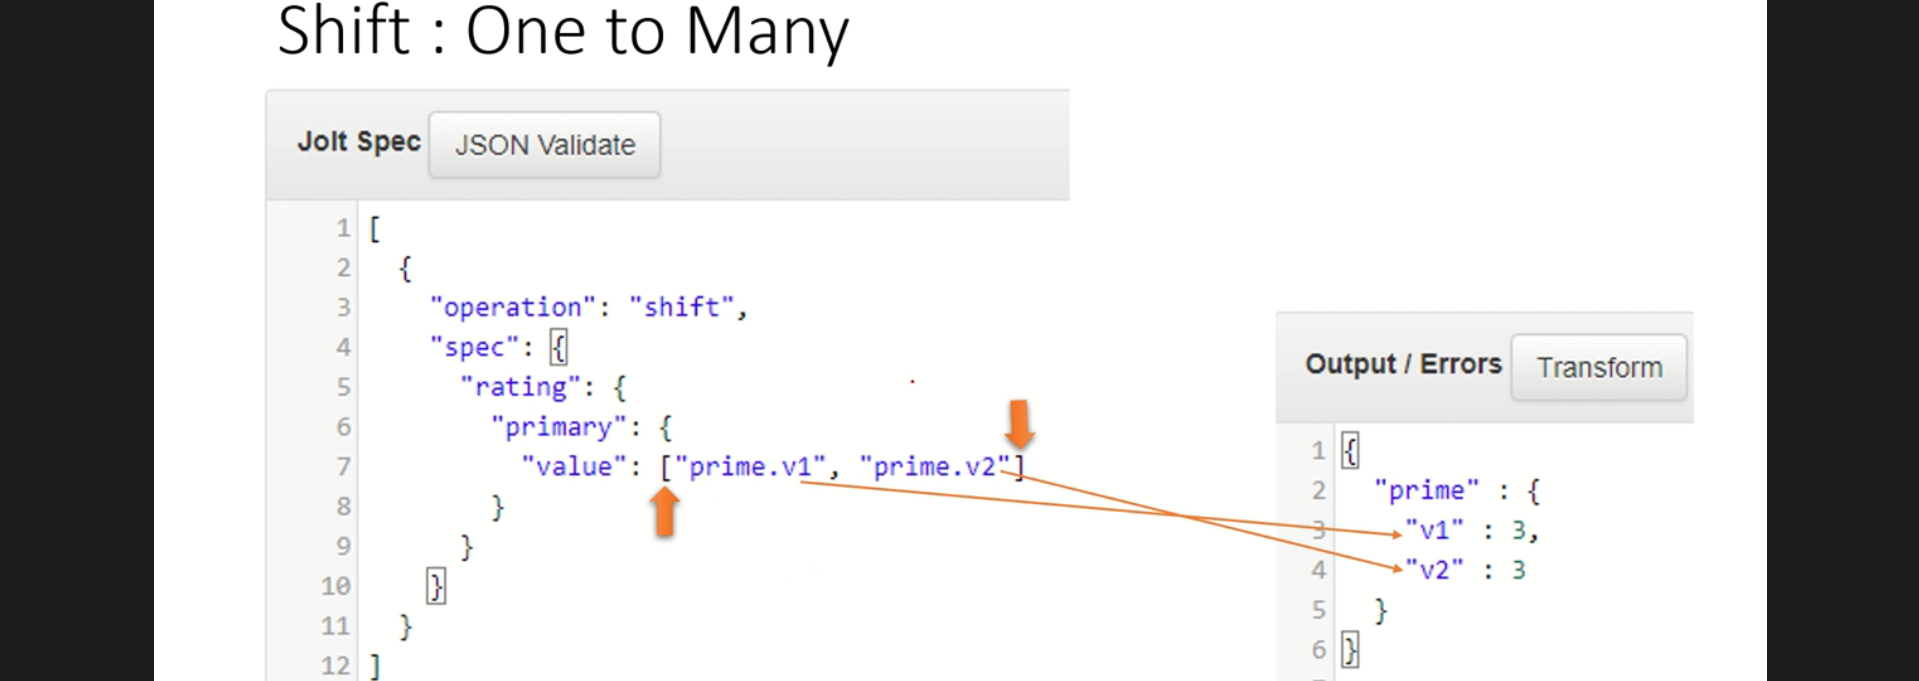 Shift : One to Many
Jolt Spec JSON Validate
1 [
2 {
3 "operation": "shift",
4 "spec": {
5 "rating": {
6 "primary": {
7 "value": ["prime.v1", "prime.v2"]
8 }
9 }
10 }
11 }
12 ]
Output / Errors Transform
1 {
2 "prime" : {
3 "v1" : 3,
4 "v2" : 3
5 }
6 }